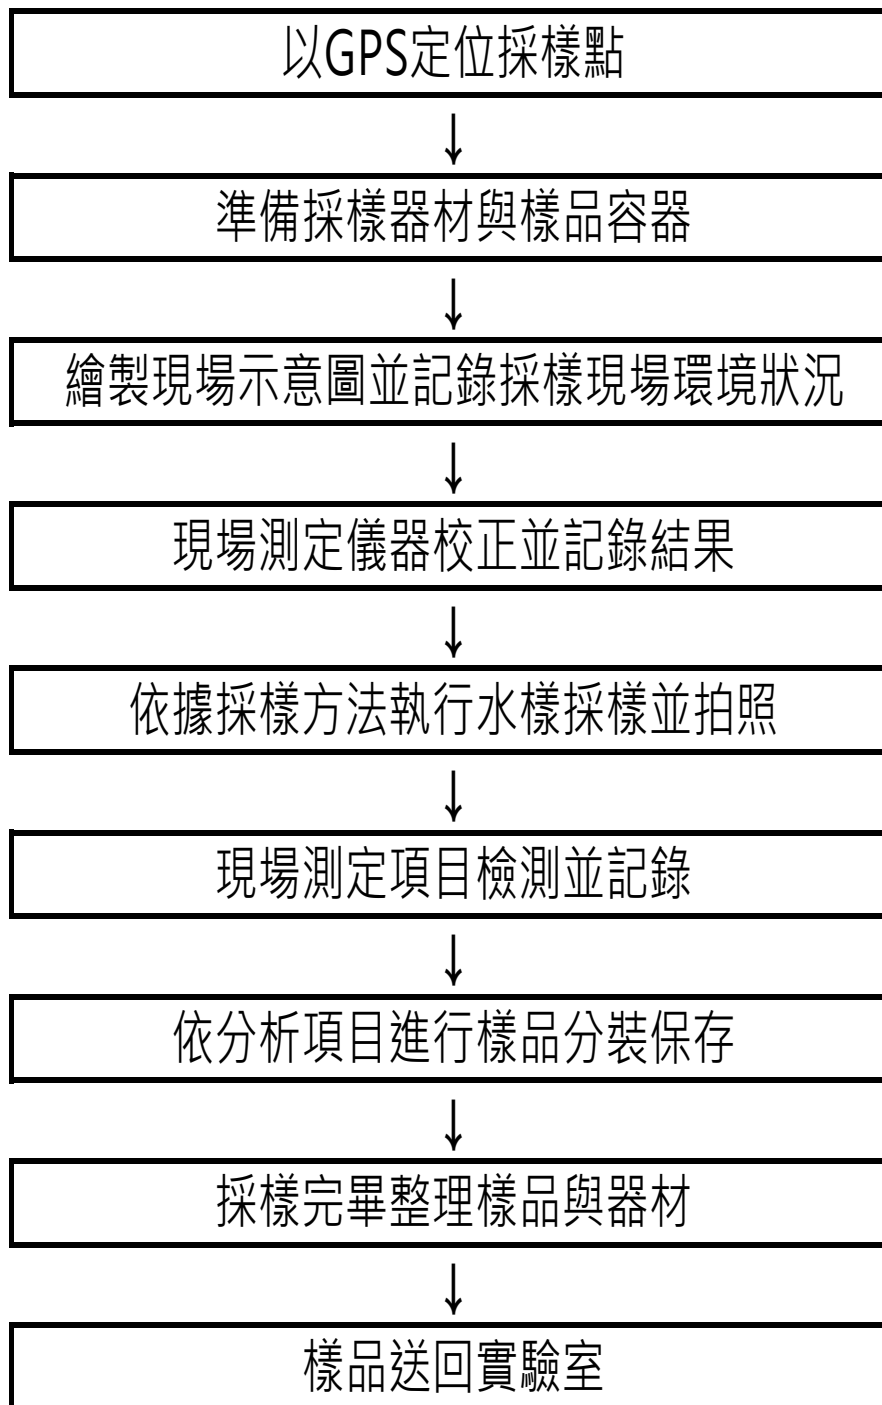 以GPS定位採樣點
↓
準備採樣器材與樣品容器
↓
繪製現場示意圖並記錄採樣現場環境狀況
↓
現場測定儀器校正並記錄結果
↓
依據採樣方法執行水樣採樣並拍照
↓
現場測定項目檢測並記錄
↓
依分析項目進行樣品分裝保存
↓
採樣完畢整理樣品與器材
↓
樣品送回實驗室